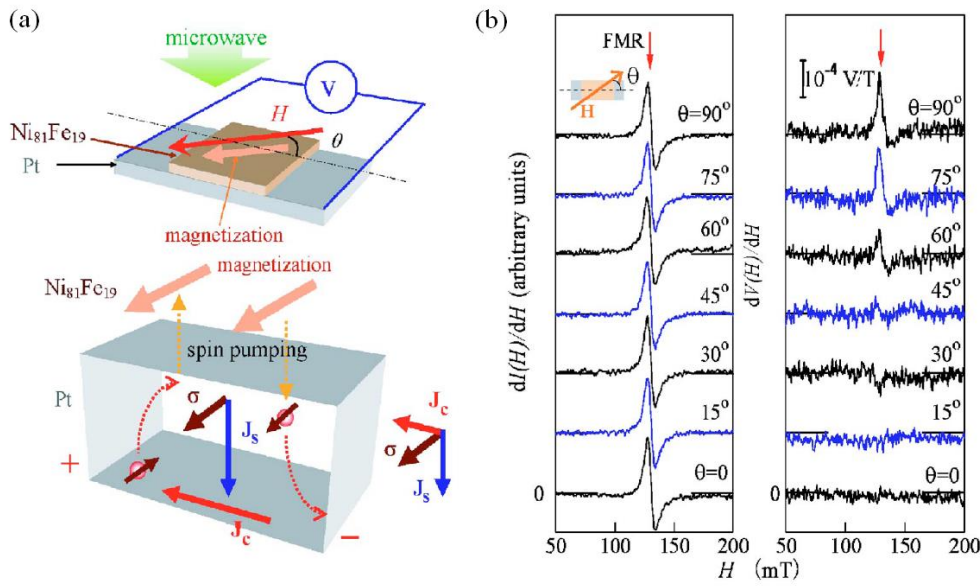 (a)
microwave
V
H
Ni₈₁Fe₁₉
θ
Pt
magnetization
magnetization
Ni₈₁Fe₁₉
spin pumping
Pt
σ
Jₛ
J꜀
σ
Jₛ
+
J꜀
−
(b)
FMR
θ
H
θ=90°
75°
60°
45°
30°
15°
θ=0
dI(H)/dH (arbitrary units)
0
50 100 150 200
10⁻⁴ V/T
θ=90°
75°
60°
45°
30°
15°
θ=0
dV(H)/dH
0
50 100 150 200
H (mT)